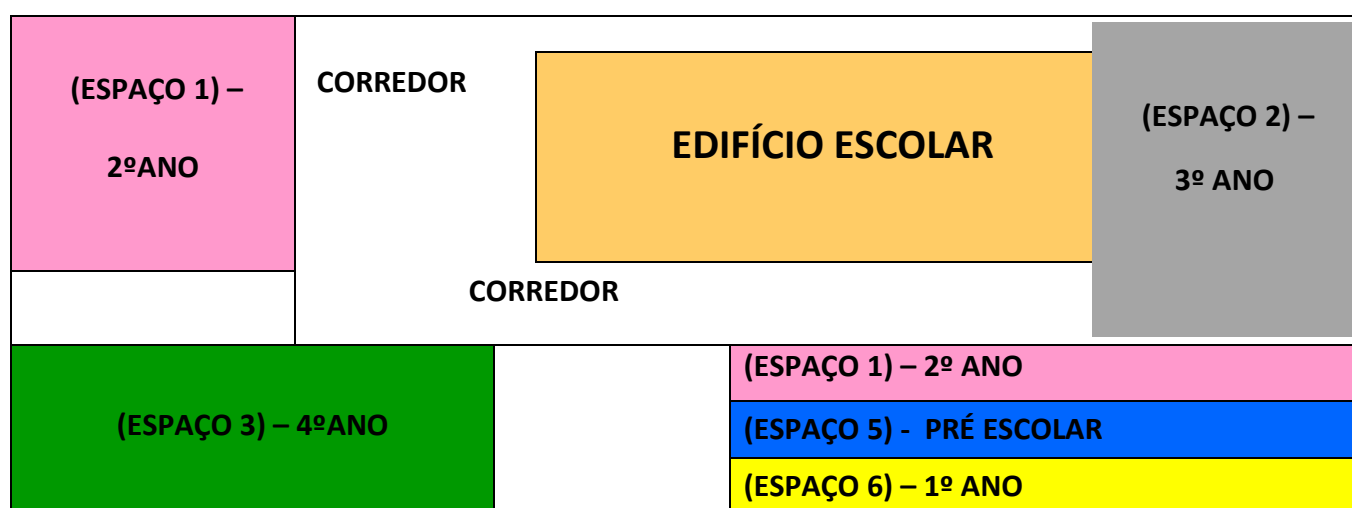 (ESPAÇO 1) –
2ºANO
CORREDOR
EDIFÍCIO ESCOLAR
(ESPAÇO 2) –
3º ANO
CORREDOR
(ESPAÇO 3) – 4ºANO
(ESPAÇO 1) – 2º ANO
(ESPAÇO 5) - PRÉ ESCOLAR
(ESPAÇO 6) – 1º ANO